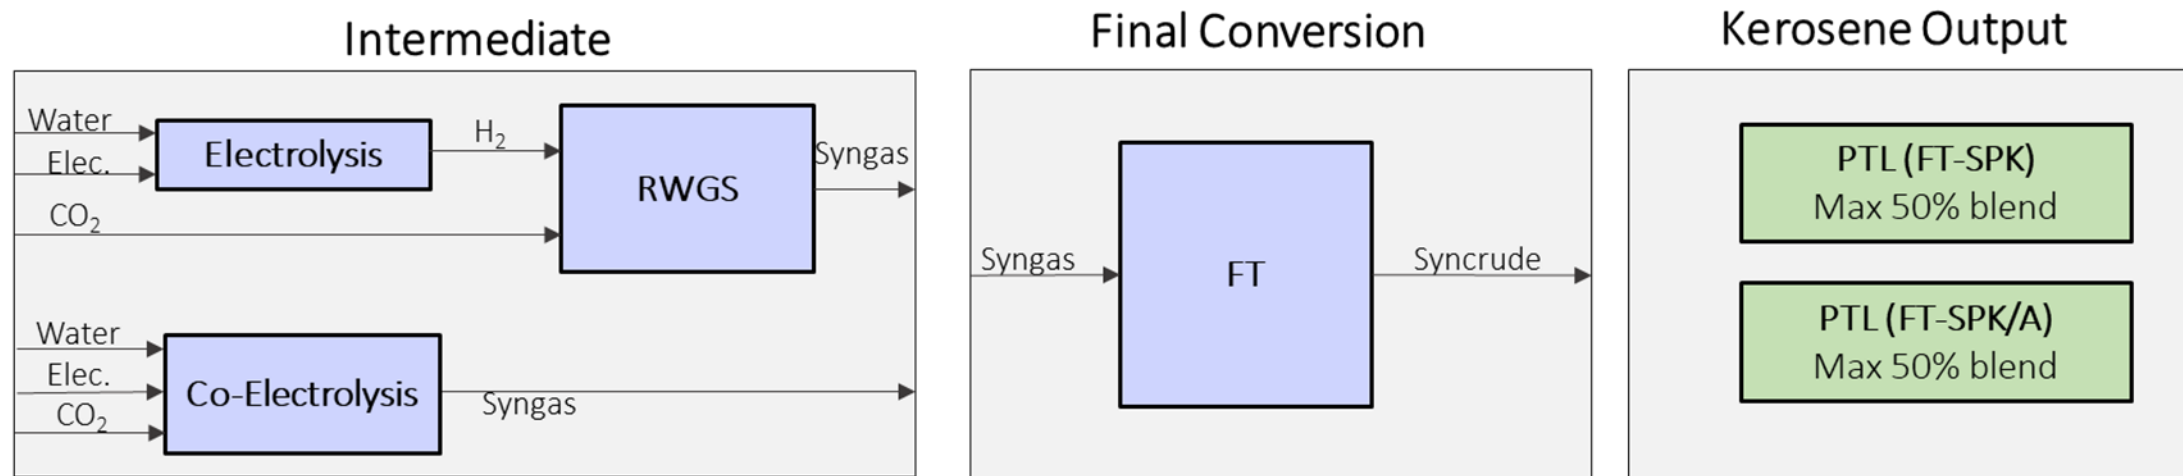 Intermediate
Water
Elec.
CO₂
Electrolysis
H₂
RWGS
Syngas
Water
Elec.
CO₂
Co-Electrolysis
Syngas
Final Conversion
Syngas
FT
Syncrude
Kerosene Output
PTL (FT-SPK)
Max 50% blend
PTL (FT-SPK/A)
Max 50% blend